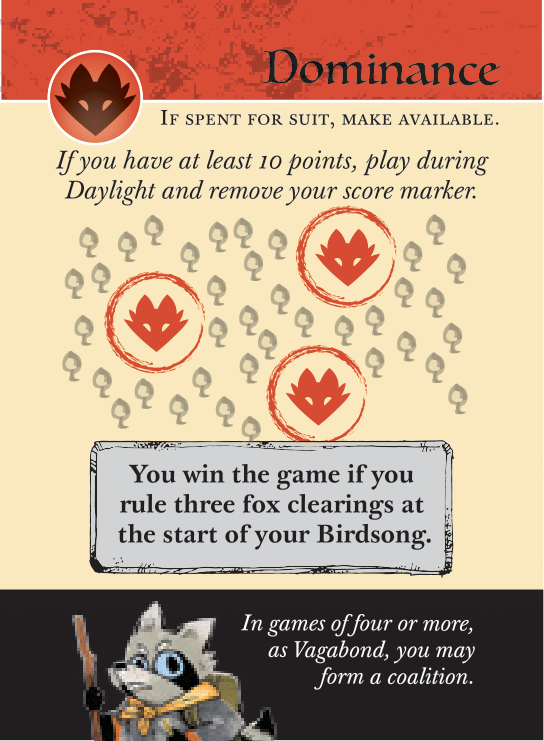 Dominance
If spent for suit, make available.
If you have at least 10 points, play during
Daylight and remove your score marker.
You win the game if you
rule three fox clearings at
the start of your Birdsong.
In games of four or more,
as Vagabond, you may
form a coalition.